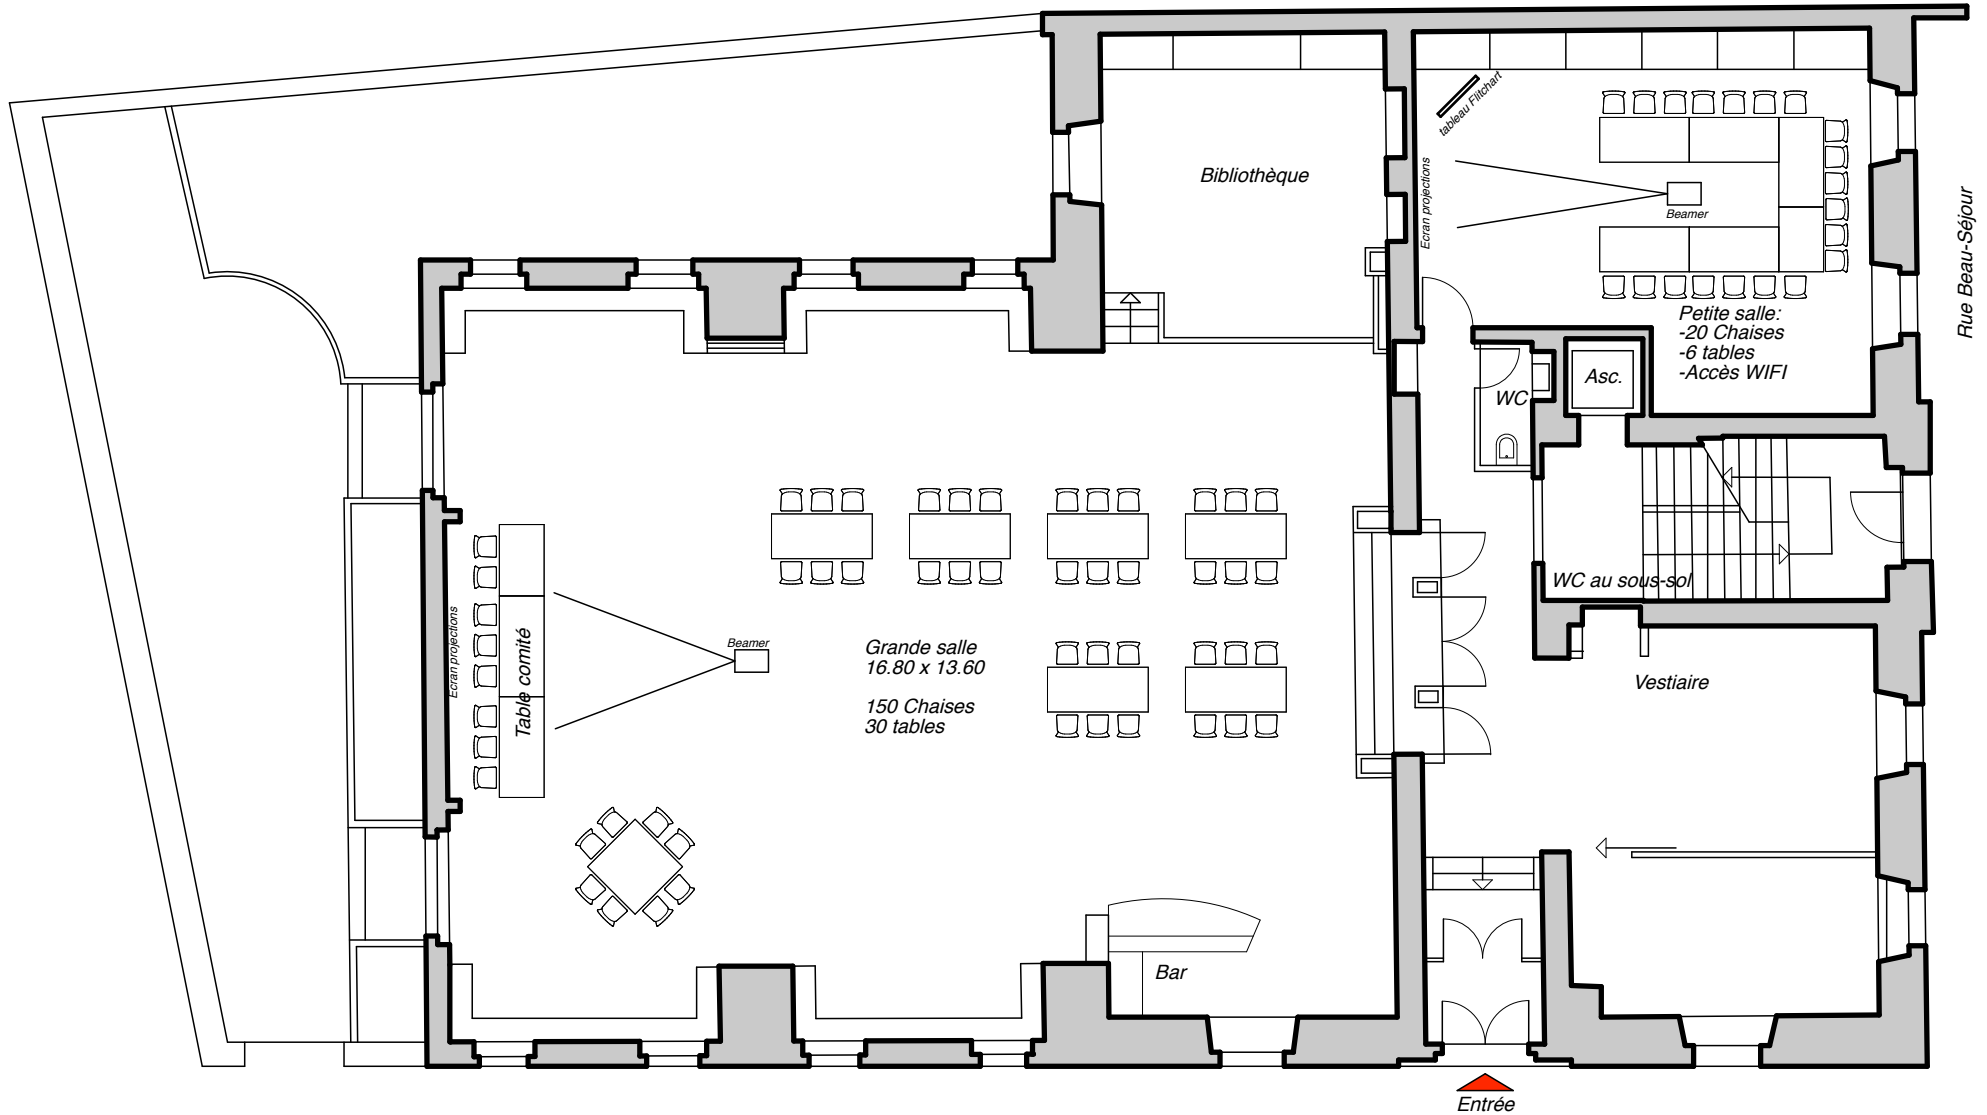 tableau Flitchart
Bibliothèque
Ecran projections
Beamer
Rue Beau-Séjour
Petite salle:
-20 Chaises
-6 tables
-Accès WIFI
Asc.
WC
WC au sous-sol
Ecran projections
Table comité
Beamer
Grande salle
16.80 x 13.60
150 Chaises
30 tables
Vestiaire
Bar
Entrée